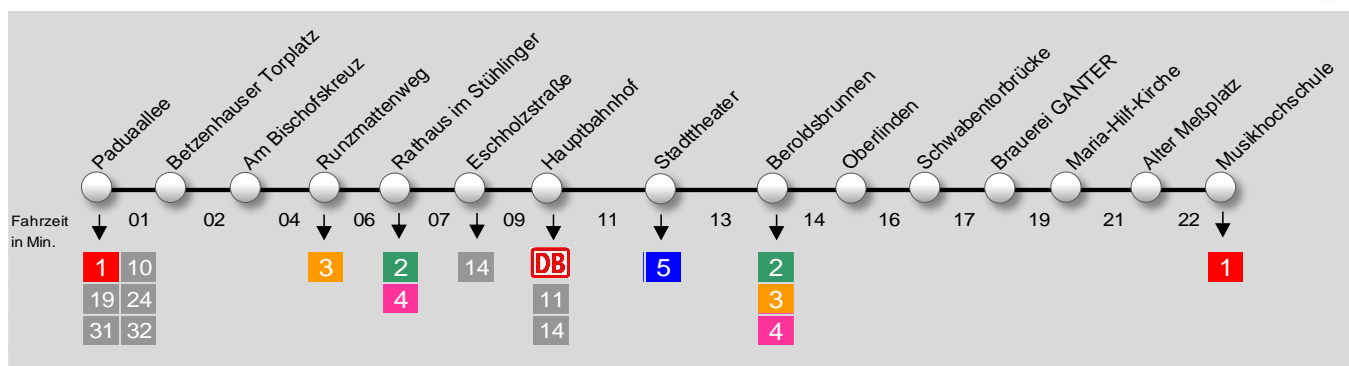 Paduaallee
Betzenhauser Torplatz
Am Bischofskreuz
Runzmattenweg
Rathaus im Stühlinger
Eschholzstraße
Hauptbahnhof
Stadttheater
Bertoldsbrunnen
Oberlinden
Schwabentorbrücke
Brauerei GANTER
Maria-Hilf-Kirche
Alter Meßplatz
Musikhochschule
Fahrzeit 01 02 04 06 07 09 11 13 14 16 17 19 21 22
in Min.
1 10 3 2 14 DB 5 2 1
19 24 4 11 3
31 32 14 4